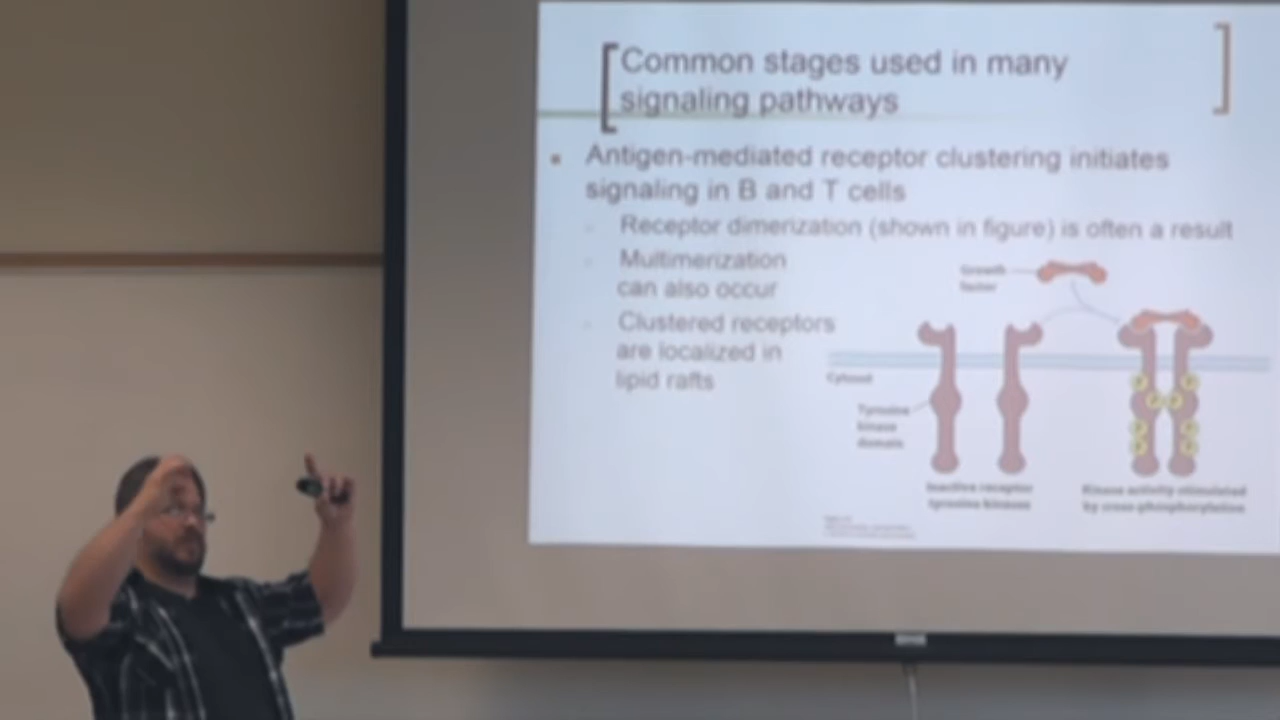 Common stages used in many
signaling pathways
Antigen-mediated receptor clustering initiates
signaling in B and T cells
Receptor dimerization (shown in figure) is often a result
Multimerization
can also occur
Clustered receptors
are localized in
lipid rafts
Growth
factor
Cytosol
Tyrosine
kinase
domain
Inactive receptor
tyrosine kinases
Kinase activity stimulated
by cross-phosphorylation